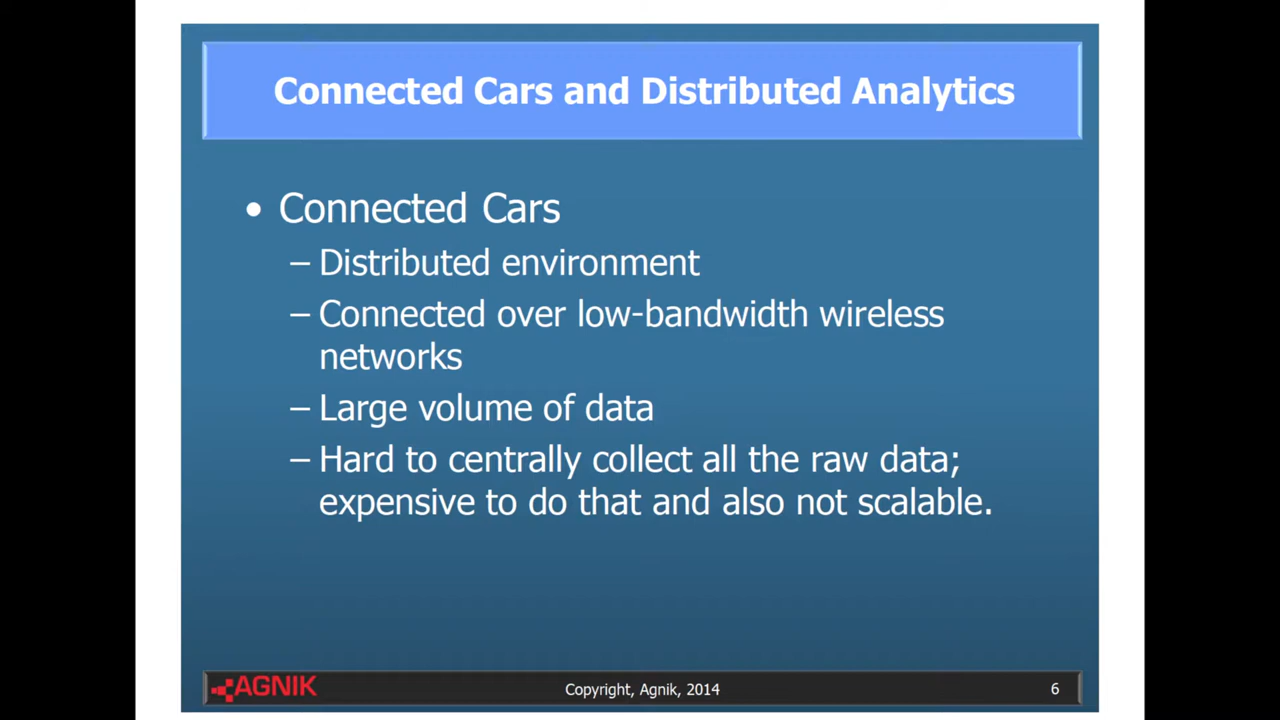 Connected Cars and Distributed Analytics
• Connected Cars
– Distributed environment
– Connected over low-bandwidth wireless
networks
– Large volume of data
– Hard to centrally collect all the raw data;
expensive to do that and also not scalable.
AGNIK
Copyright, Agnik, 2014
6